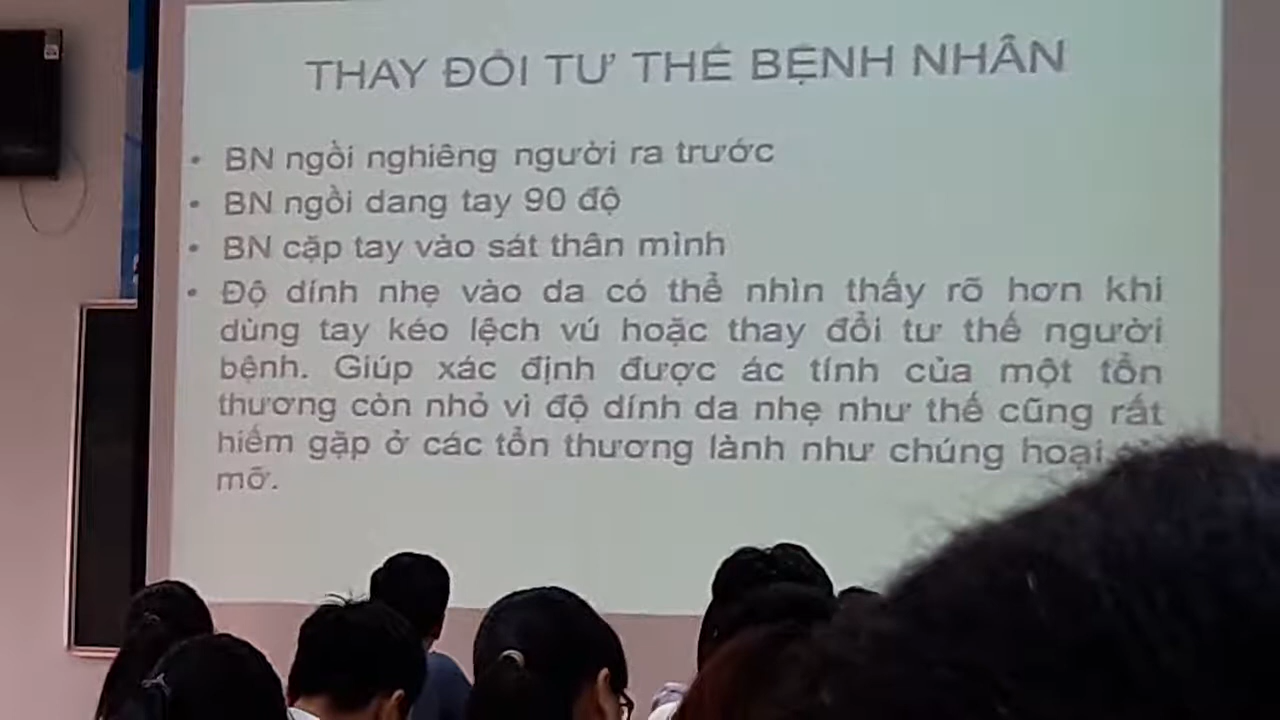 THAY ĐỔI TƯ THẾ BỆNH NHÂN
• BN ngồi nghiêng người ra trước
• BN ngồi dang tay 90 độ
• BN cặp tay vào sát thân mình
• Độ dính nhẹ vào da có thể nhìn thấy rõ hơn khi
dùng tay kéo lệch vú hoặc thay đổi tư thế người
bệnh. Giúp xác định được ác tính của một tổn
thương còn nhỏ vì độ dính da nhẹ như thế cũng rất
hiếm gặp ở các tổn thương lành như chúng hoại
mỡ.